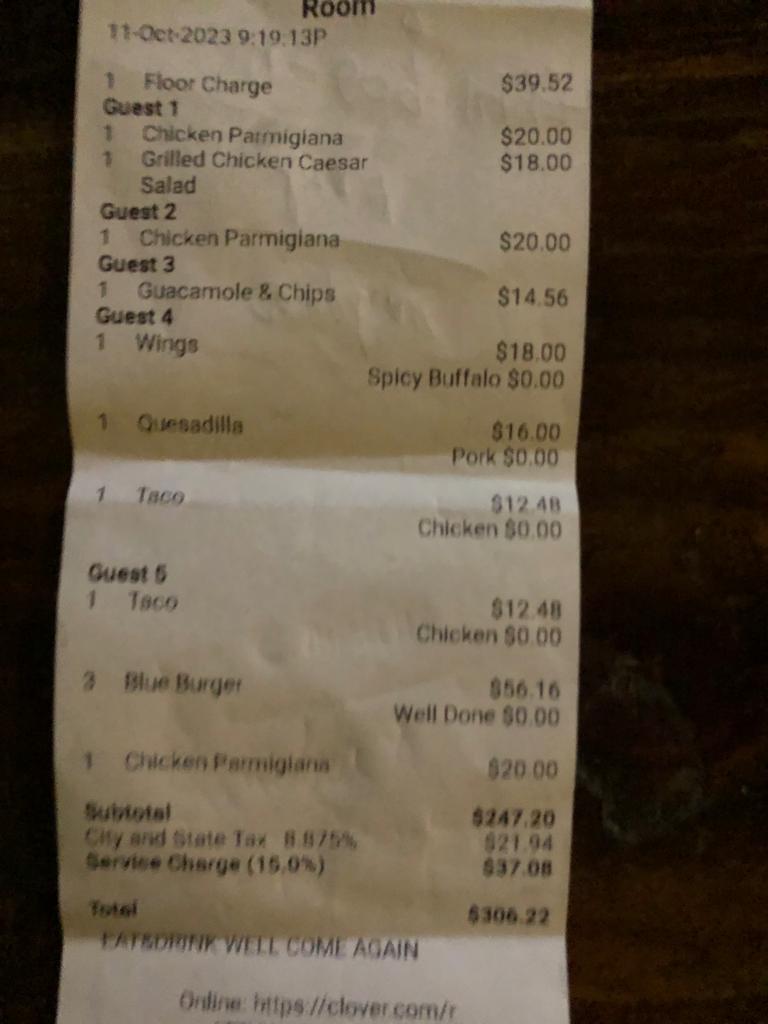 Room
11-Oct-2023 9:19:13P
1 Floor Charge $39.52
Guest 1
1 Chicken Parmigiana $20.00
1 Grilled Chicken Caesar $18.00
Salad
Guest 2
1 Chicken Parmigiana $20.00
Guest 3
1 Guacamole & Chips $14.56
Guest 4
1 Wings $18.00
Spicy Buffalo $0.00
1 Quesadilla $16.00
Pork $0.00
1 Taco $12.48
Chicken $0.00
Guest 5
1 Taco $12.48
Chicken $0.00
3 Blue Burger $56.16
Well Done $0.00
1 Chicken Parmigiana $20.00
Subtotal $247.20
City and State Tax 8.875% $21.94
Service Charge (15.0%) $37.08
Total $306.22
EAT&DRINK WELL COME AGAIN
Online: https://clover.com/r